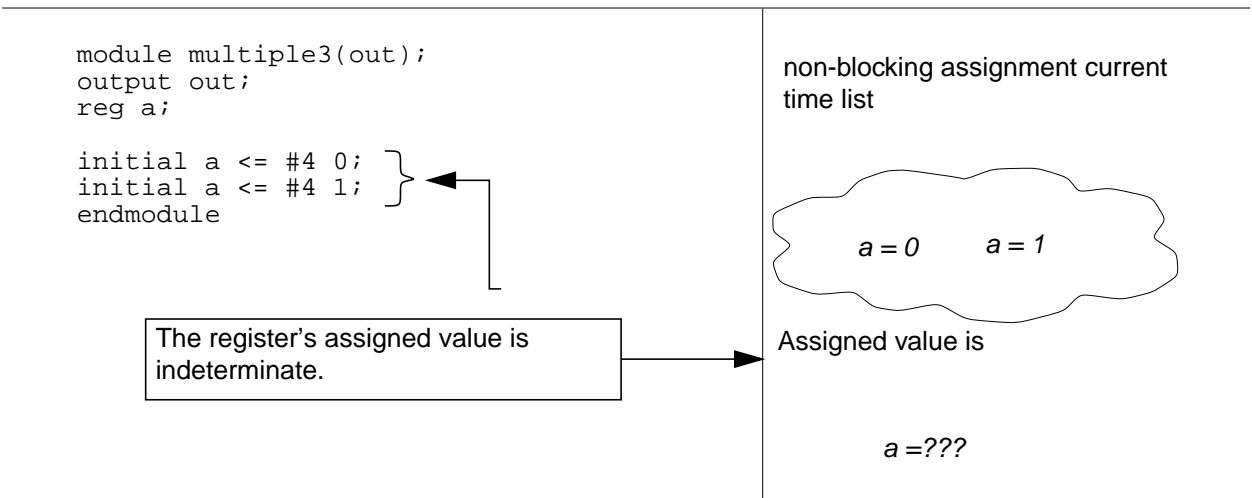 module multiple3(out);
output out;
reg a;
initial a <= #4 0;
initial a <= #4 1;
endmodule
The register’s assigned value is
indeterminate.
non-blocking assignment current
time list
a = 0 a = 1
Assigned value is
a =???